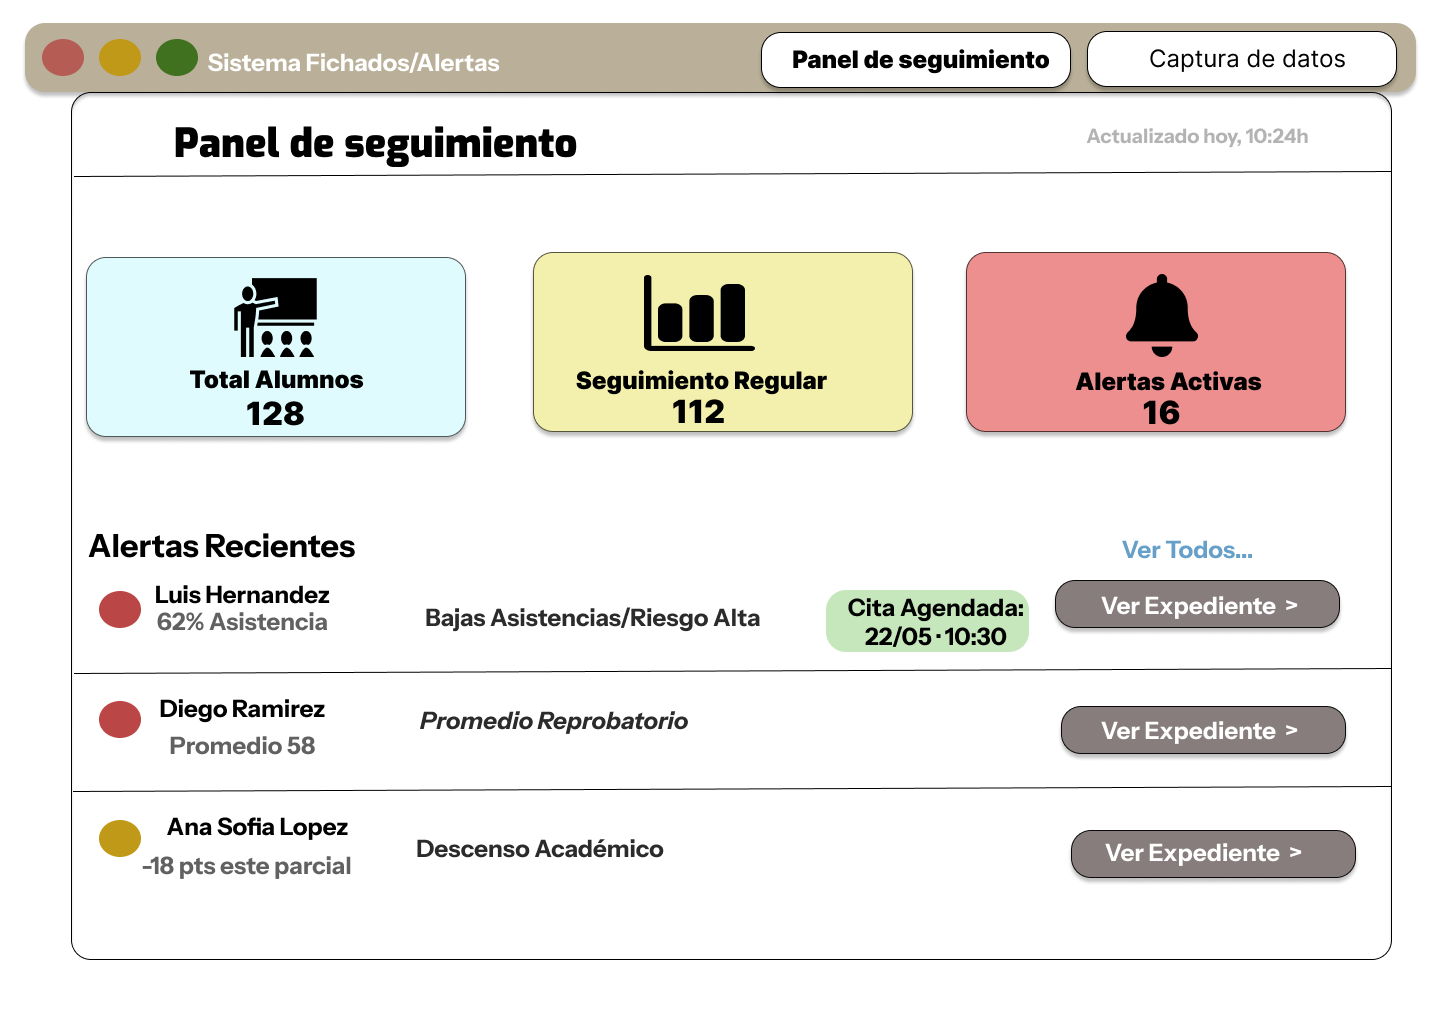 Sistema Fichados/Alertas
Panel de seguimiento
Captura de datos
Panel de seguimiento
Actualizado hoy, 10:24h
Total Alumnos
128
Seguimiento Regular
112
Alertas Activas
16
Alertas Recientes
Ver Todos...
Luis Hernandez
62% Asistencia
Bajas Asistencias/Riesgo Alta
Cita Agendada:
22/05 · 10:30
Ver Expediente >
Diego Ramirez
Promedio 58
Promedio Reprobatorio
Ver Expediente >
Ana Sofia Lopez
-18 pts este parcial
Descenso Académico
Ver Expediente >